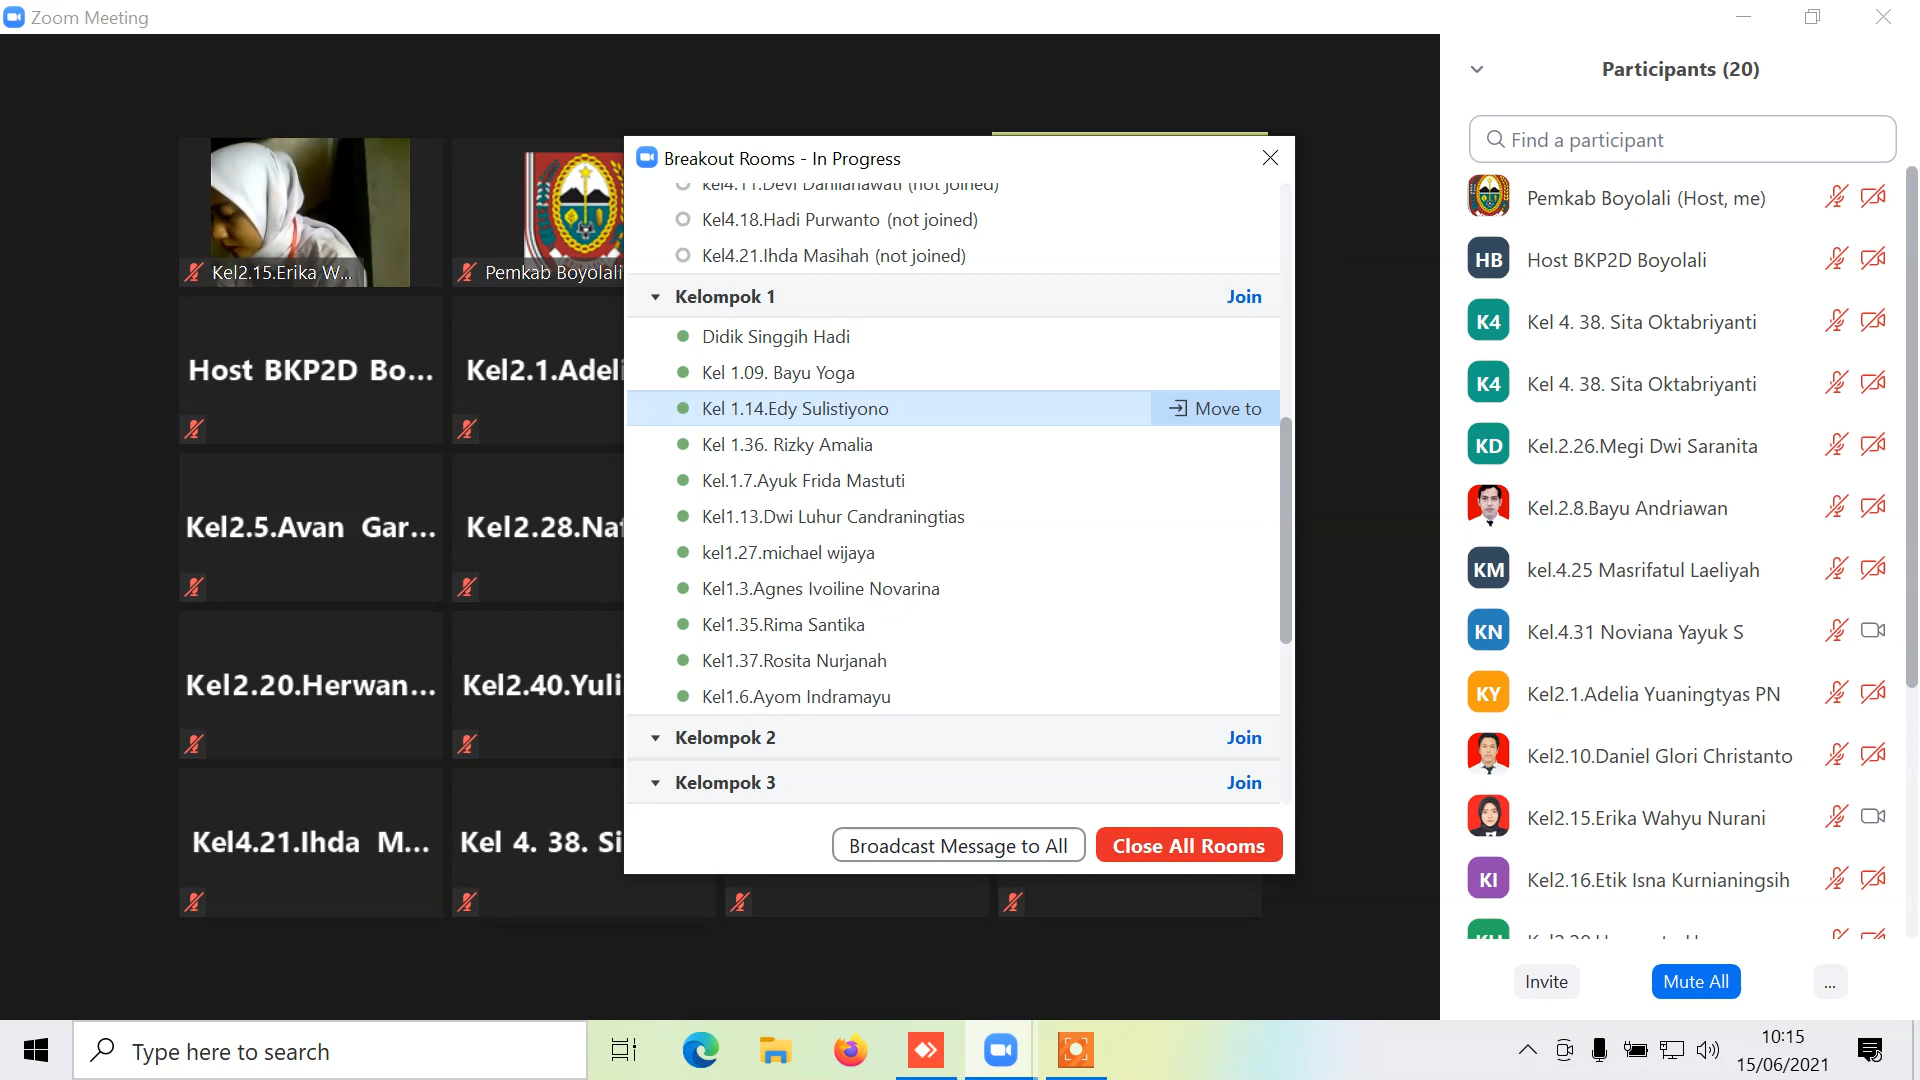 Zoom Meeting
Kel2.15.Erika W...
Pemkab Boyolali
Host BKP2D Bo...
Kel2.1.Adeli
Kel2.5.Avan Gar...
Kel2.28.Na
Kel2.20.Herwan...
Kel2.40.Yuli
Kel4.21.Ihda M...
Kel 4. 38. Si
Breakout Rooms - In Progress
kel4.11.Devi Danilanawati (not joined)
Kel4.18.Hadi Purwanto (not joined)
Kel4.21.Ihda Masihah (not joined)
Kelompok 1 Join
Didik Singgih Hadi
Kel 1.09. Bayu Yoga
Kel 1.14.Edy Sulistiyono Move to
Kel 1.36. Rizky Amalia
Kel.1.7.Ayuk Frida Mastuti
Kel1.13.Dwi Luhur Candraningtias
kel1.27.michael wijaya
Kel1.3.Agnes Ivoiline Novarina
Kel1.35.Rima Santika
Kel1.37.Rosita Nurjanah
Kel1.6.Ayom Indramayu
Kelompok 2 Join
Kelompok 3 Join
Broadcast Message to All
Close All Rooms
Participants (20)
Find a participant
Pemkab Boyolali (Host, me)
HB Host BKP2D Boyolali
K4 Kel 4. 38. Sita Oktabriyanti
K4 Kel 4. 38. Sita Oktabriyanti
KD Kel.2.26.Megi Dwi Saranita
Kel.2.8.Bayu Andriawan
KM kel.4.25 Masrifatul Laeliyah
KN Kel.4.31 Noviana Yayuk S
KY Kel2.1.Adelia Yuaningtyas PN
Kel2.10.Daniel Glori Christanto
Kel2.15.Erika Wahyu Nurani
KI Kel2.16.Etik Isna Kurnianingsih
Invite
Mute All
...
Type here to search
10:15
15/06/2021